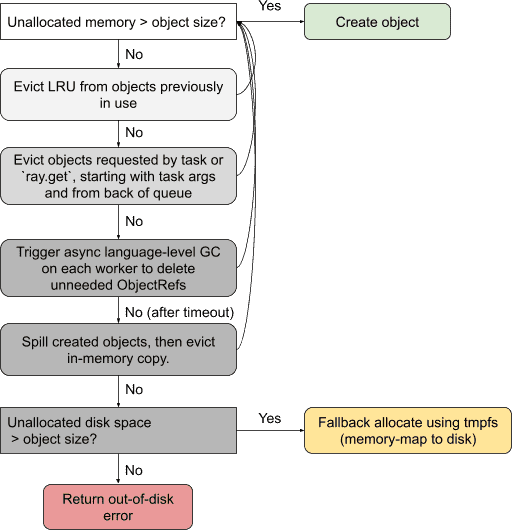 Unallocated memory > object size?
Yes
Create object
No
Evict LRU from objects previously
in use
No
Evict objects requested by task or
`ray.get`, starting with task args
and from back of queue
No
Trigger async language-level GC
on each worker to delete
unneeded ObjectRefs
No (after timeout)
Spill created objects, then evict
in-memory copy.
No
Unallocated disk space
> object size?
Yes
Fallback allocate using tmpfs
(memory-map to disk)
No
Return out-of-disk
error